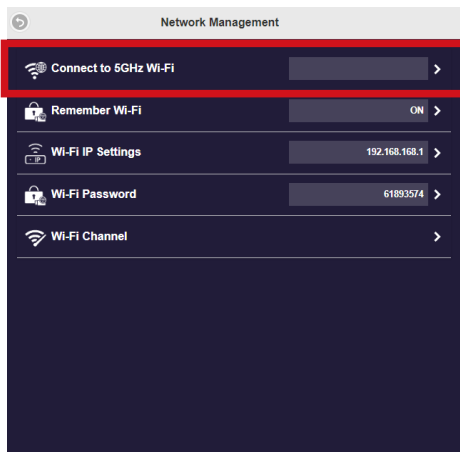 Network Management
Connect to 5GHz Wi-Fi
Remember Wi-Fi ON
Wi-Fi IP Settings 192.168.168.1
Wi-Fi Password 61893574
Wi-Fi Channel